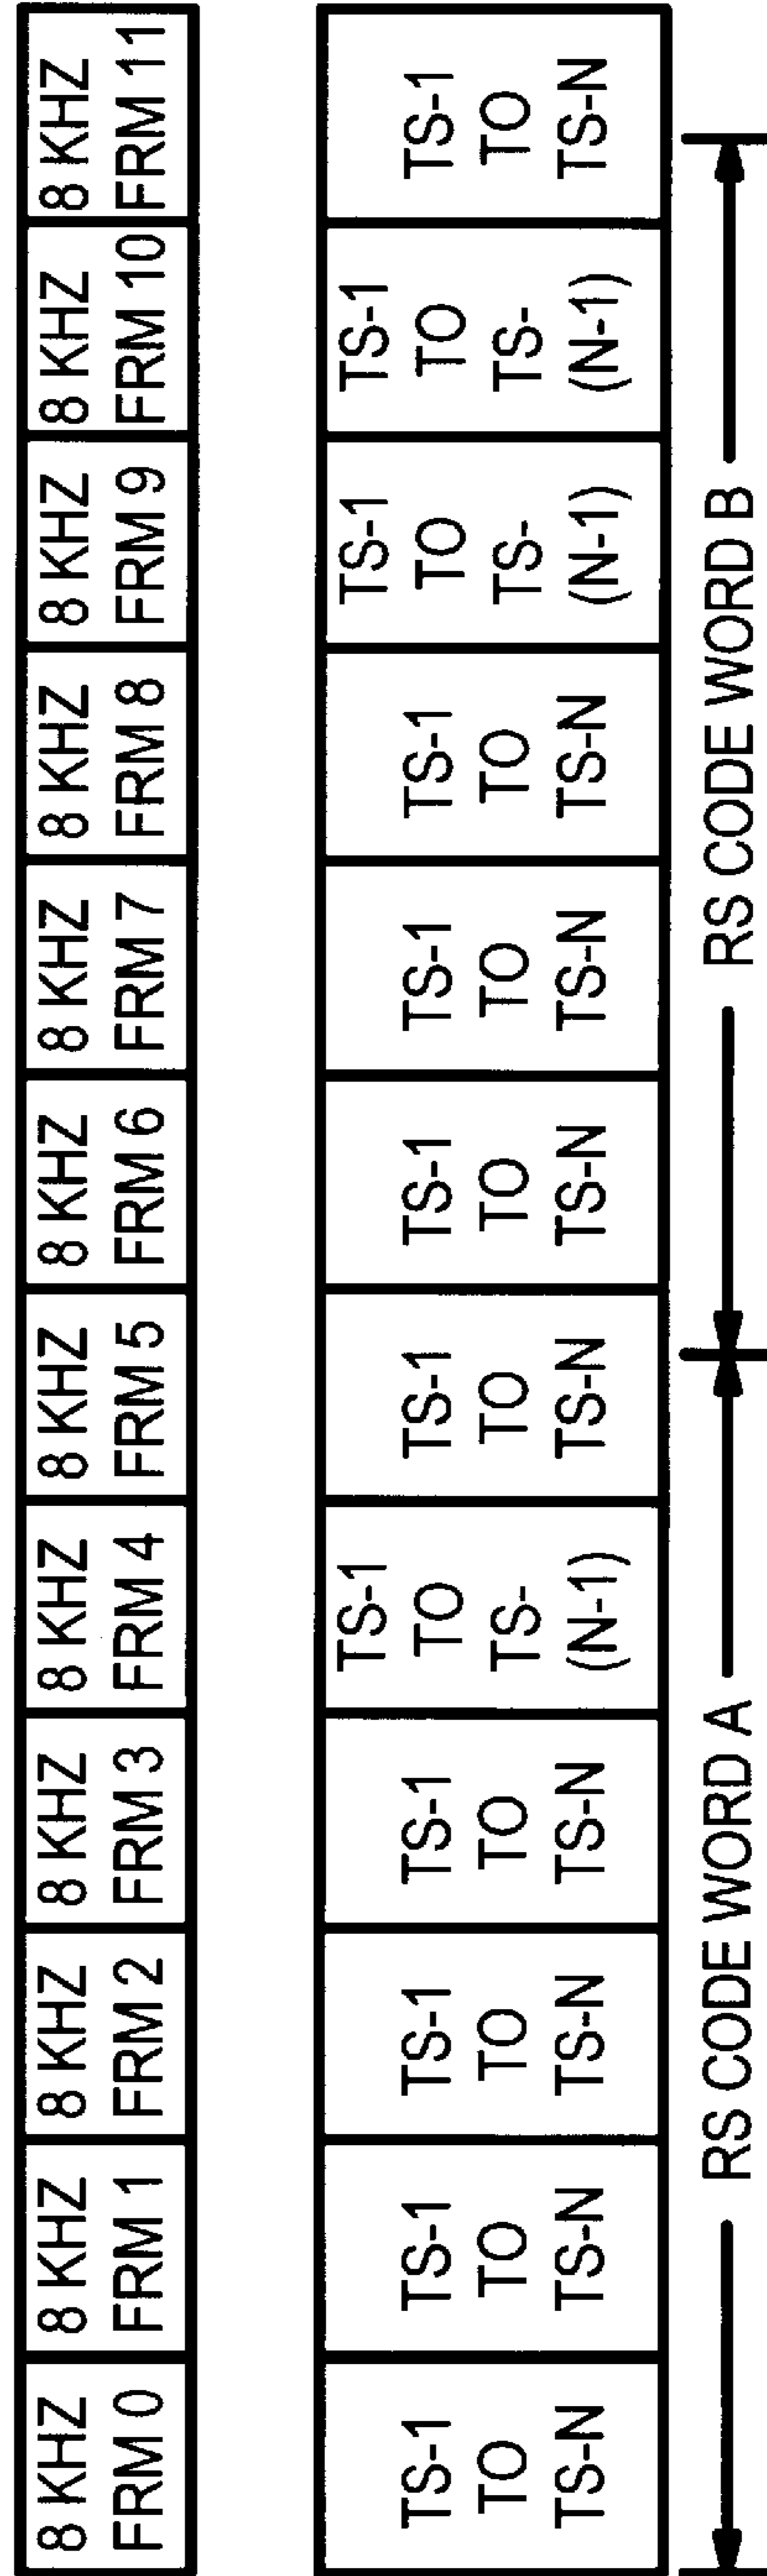 8 KHZ
FRM 0
8 KHZ
FRM 1
8 KHZ
FRM 2
8 KHZ
FRM 3
8 KHZ
FRM 4
8 KHZ
FRM 5
8 KHZ
FRM 6
8 KHZ
FRM 7
8 KHZ
FRM 8
8 KHZ
FRM 9
8 KHZ
FRM 10
8 KHZ
FRM 11
TS-1
TO
TS-N
TS-1
TO
TS-N
TS-1
TO
TS-N
TS-1
TO
TS-N
TS-1
TO
TS-
(N-1)
TS-1
TO
TS-N
TS-1
TO
TS-N
TS-1
TO
TS-N
TS-1
TO
TS-N
TS-1
TO
TS-
(N-1)
TS-1
TO
TS-
(N-1)
TS-1
TO
TS-N
RS CODE WORD A
RS CODE WORD B